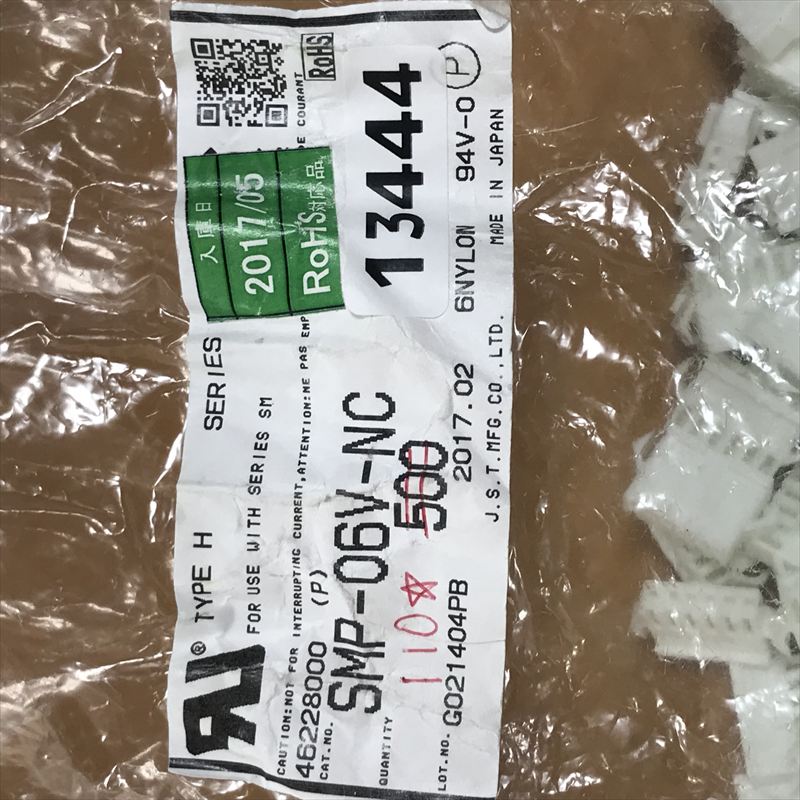 TYPE H SERIES
FOR USE WITH SERIES SM
CAUTION:NOT FOR INTERRUPTING CURRENT,ATTENTION:NE PAS
COURANT
RoHS
46228000 (P)
CAT.NO. SMP-06V-NC
QUANTITY 110☆ 500
LOT.NO. G021404PB 2017.02 6NYLON 94V-0 P
J.S.T.MFG.CO.,LTD. MADE IN JAPAN
入庫日
2017/05
RoHS対応品
13444